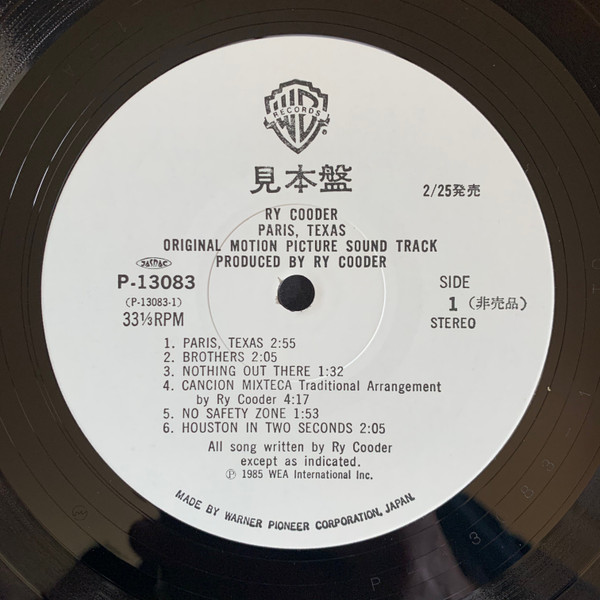 RECORDS
WB
見本盤
2/25発売
RY COODER
PARIS, TEXAS
ORIGINAL MOTION PICTURE SOUND TRACK
PRODUCED BY RY COODER
JASRAC
P-13083
(P-13083-1)
33⅓RPM
SIDE
1 (非売品)
STEREO
1. PARIS, TEXAS 2:55
2. BROTHERS 2:05
3. NOTHING OUT THERE 1:32
4. CANCION MIXTECA Traditional Arrangement
by Ry Cooder 4:17
5. NO SAFETY ZONE 1:53
6. HOUSTON IN TWO SECONDS 2:05
All song written by Ry Cooder
except as indicated.
Ⓟ 1985 WEA International Inc.
MADE BY WARNER PIONEER CORPORATION, JAPAN.